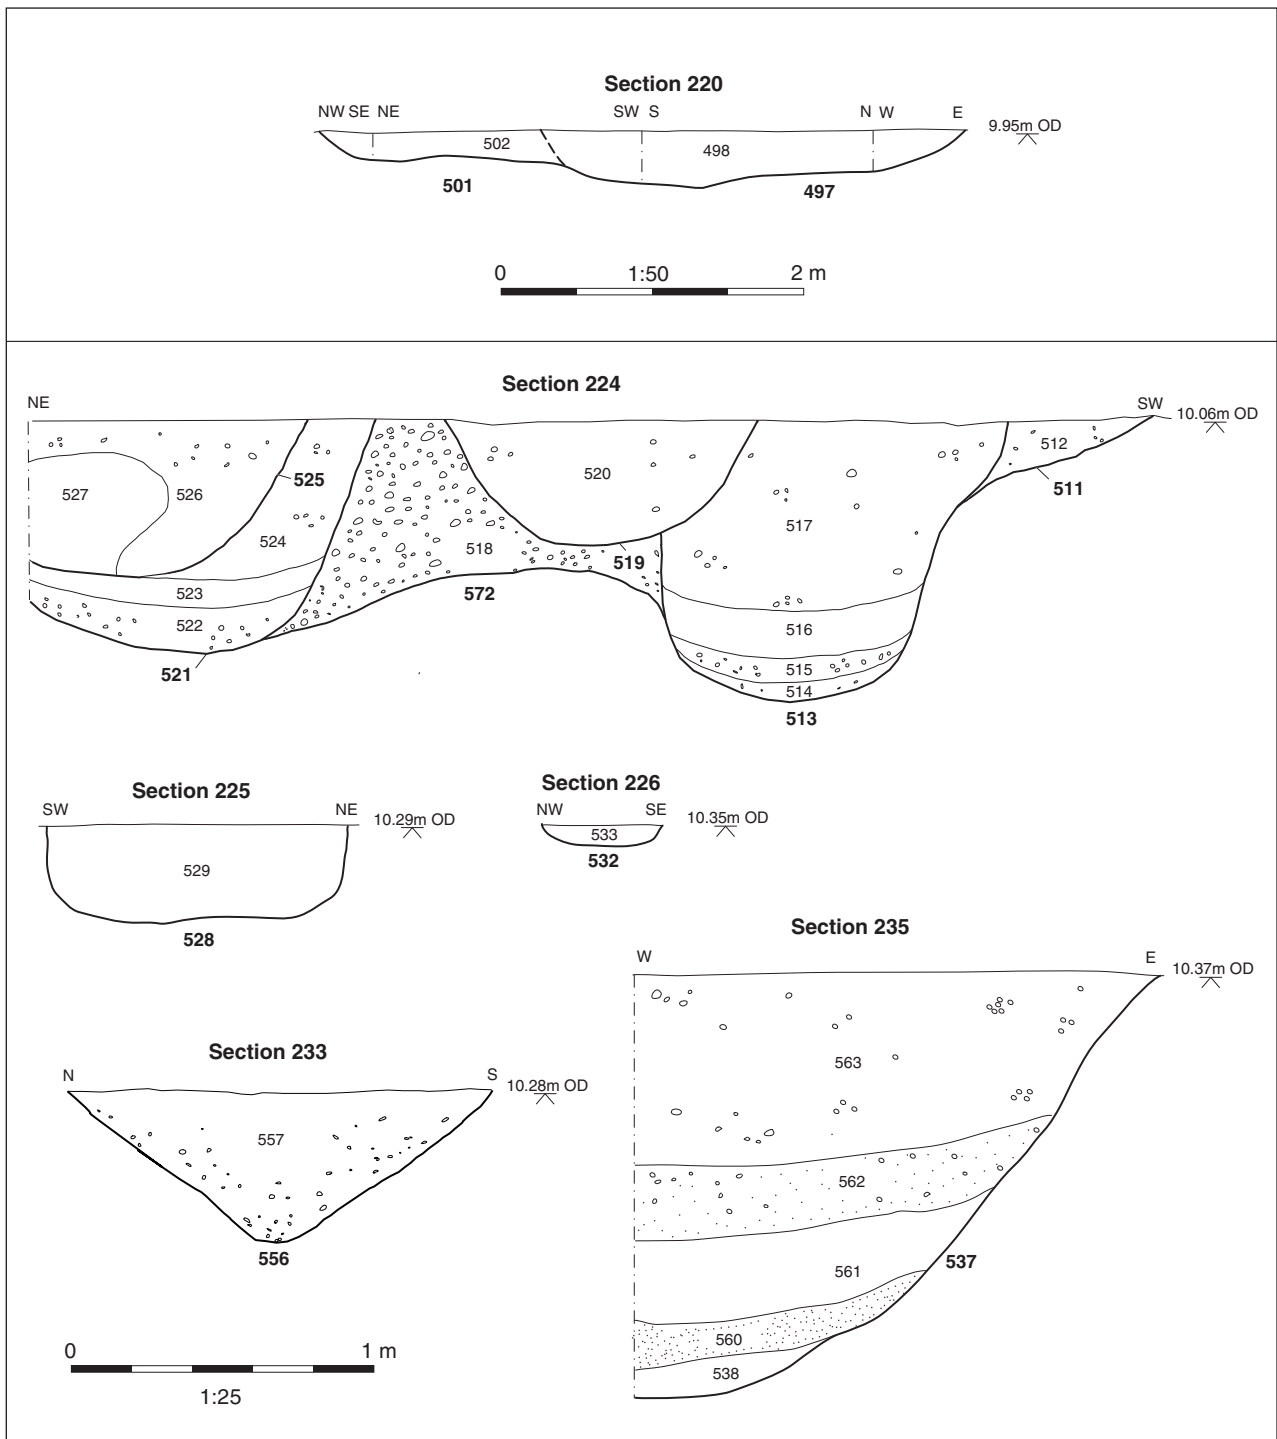 Section 220
NW SE NE SW S N W E 9.95m OD
502 498
501 497
0 1:50 2 m
Section 224
NE SW 10.06m OD
512
511
527 526 525 520 517
524
518 519
523 572
522 516
521 515
514
513
Section 225
SW NE 10.29m OD
529
528
Section 226
NW SE 10.35m OD
533
532
Section 235
W E 10.37m OD
563
562
561 537
560
538
Section 233
N S 10.28m OD
557
556
0 1 m
1:25